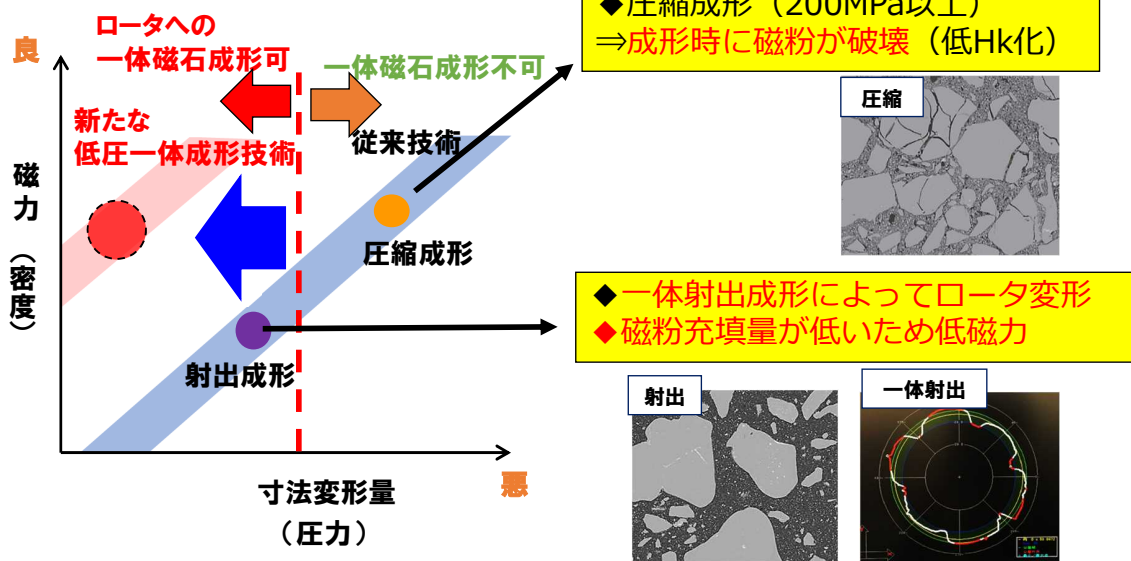 ◆圧縮成形（200MPa以上）
⇒成形時に磁粉が破壊（低Hk化）
ロータへの
一体磁石成形可
良
一体磁石成形不可
新たな
低圧一体成形技術
従来技術
圧縮
磁力（密度）
圧縮成形
◆一体射出成形によってロータ変形
◆磁粉充填量が低いため低磁力
射出成形
射出
一体射出
寸法変形量
（圧力）
悪